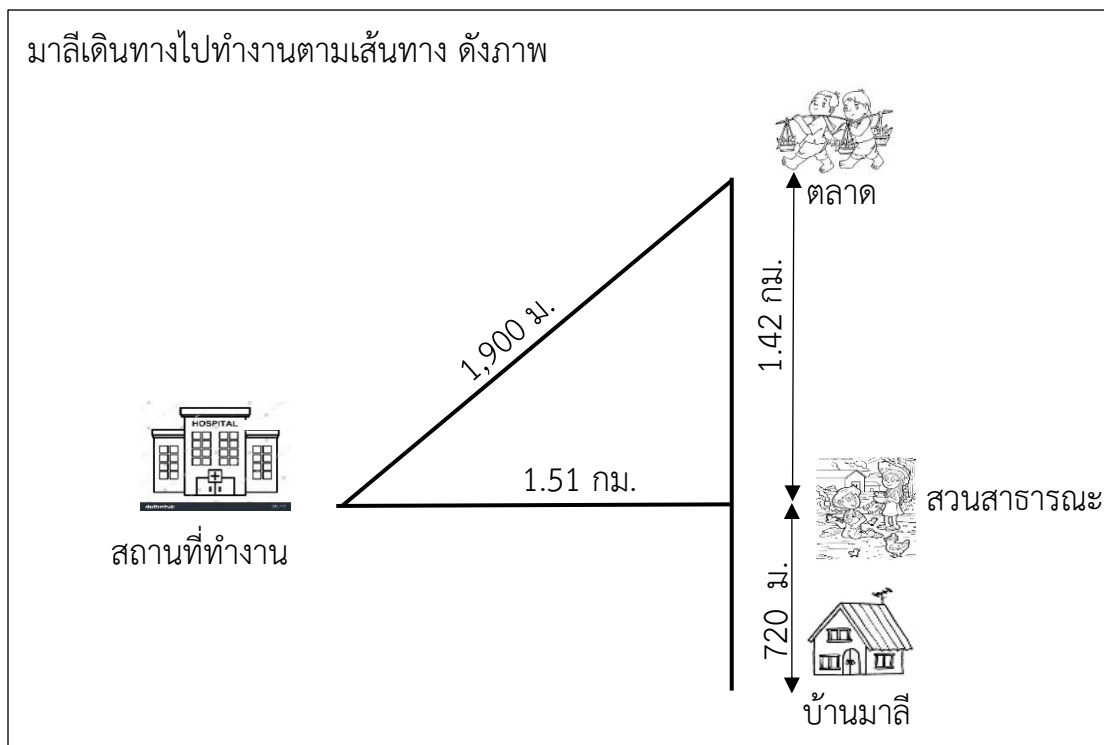 มาลีเดินทางไปทำงานตามเส้นทาง ดังภาพ
ตลาด
1.42 กม.
1,900 ม.
HOSPITAL
1.51 กม.
สวนสาธารณะ
สถานที่ทำงาน
720 ม.
บ้านมาลี